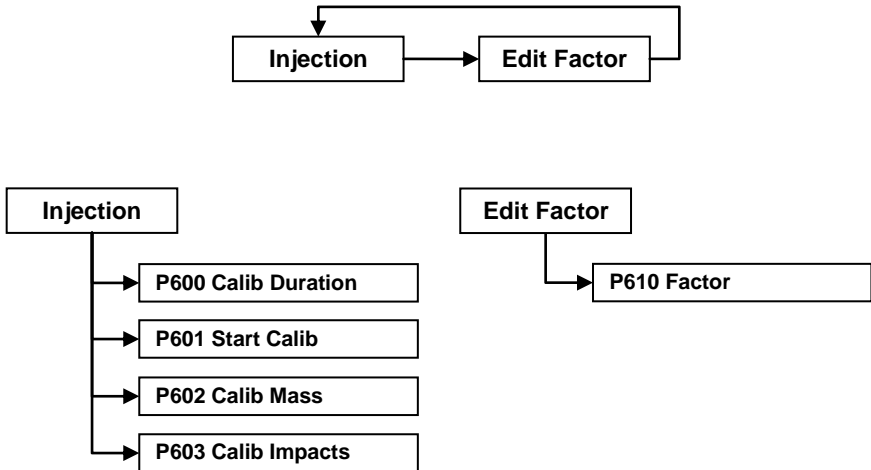 Injection
Edit Factor
Injection
Edit Factor
P600 Calib Duration
P610 Factor
P601 Start Calib
P602 Calib Mass
P603 Calib Impacts